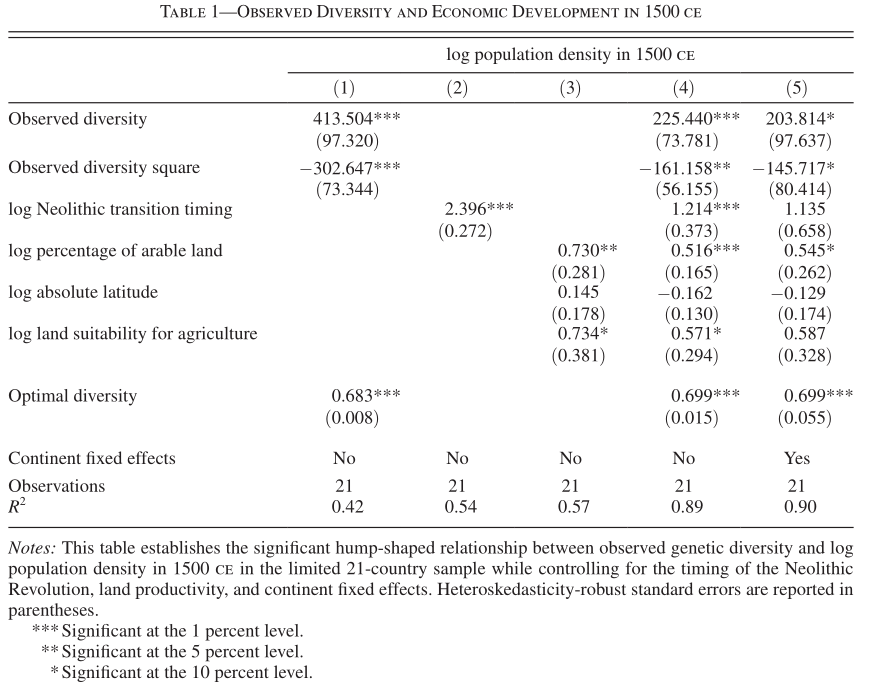 Table 1—Observed Diversity and Economic Development in 1500 ce
log population density in 1500 ce
(1) (2) (3) (4) (5)
Observed diversity 413.504*** 225.440*** 203.814*
(97.320) (73.781) (97.637)
Observed diversity square −302.647*** −161.158** −145.717*
(73.344) (56.155) (80.414)
log Neolithic transition timing 2.396*** 1.214*** 1.135
(0.272) (0.373) (0.658)
log percentage of arable land 0.730** 0.516*** 0.545*
(0.281) (0.165) (0.262)
log absolute latitude 0.145 −0.162 −0.129
(0.178) (0.130) (0.174)
log land suitability for agriculture 0.734* 0.571* 0.587
(0.381) (0.294) (0.328)
Optimal diversity 0.683*** 0.699*** 0.699***
(0.008) (0.015) (0.055)
Continent fixed effects No No No No Yes
Observations 21 21 21 21 21
R² 0.42 0.54 0.57 0.89 0.90
Notes: This table establishes the significant hump-shaped relationship between observed genetic diversity and log
population density in 1500 ce in the limited 21-country sample while controlling for the timing of the Neolithic
Revolution, land productivity, and continent fixed effects. Heteroskedasticity-robust standard errors are reported in
parentheses.
*** Significant at the 1 percent level.
** Significant at the 5 percent level.
* Significant at the 10 percent level.